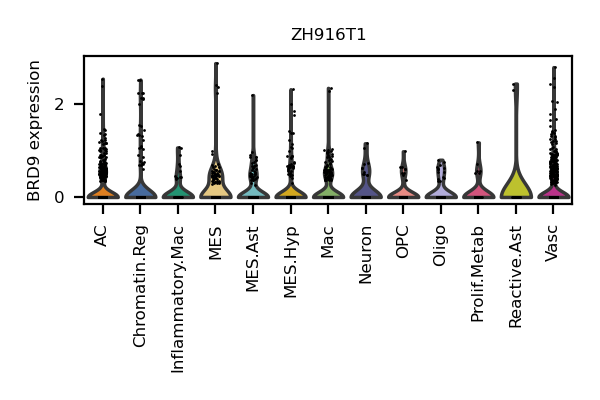 ZH916T1
BRD9 expression
2
0
AC
Chromatin.Reg
Inflammatory.Mac
MES
MES.Ast
MES.Hyp
Mac
Neuron
OPC
Oligo
Prolif.Metab
Reactive.Ast
Vasc